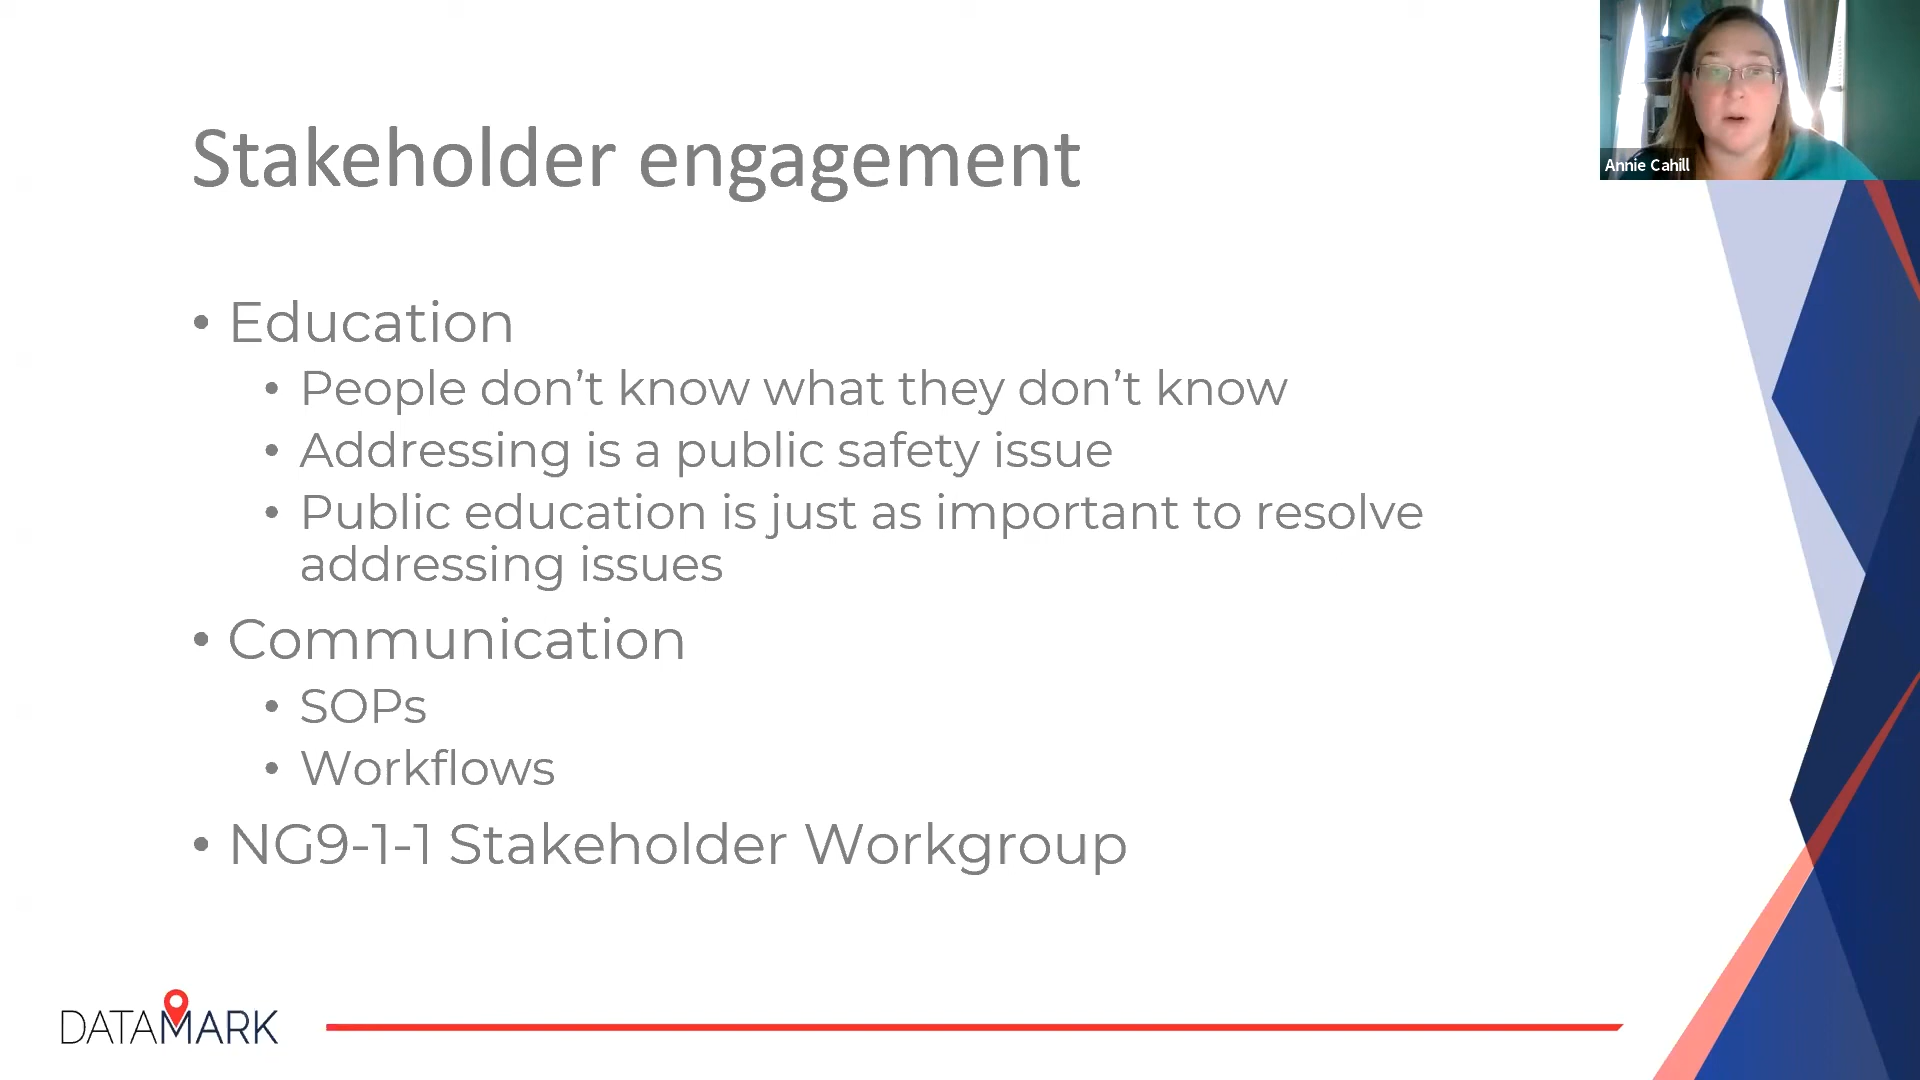 Annie Cahill
Stakeholder engagement
• Education
• People don’t know what they don’t know
• Addressing is a public safety issue
• Public education is just as important to resolve
addressing issues
• Communication
• SOPs
• Workflows
• NG9-1-1 Stakeholder Workgroup
DATAMARK